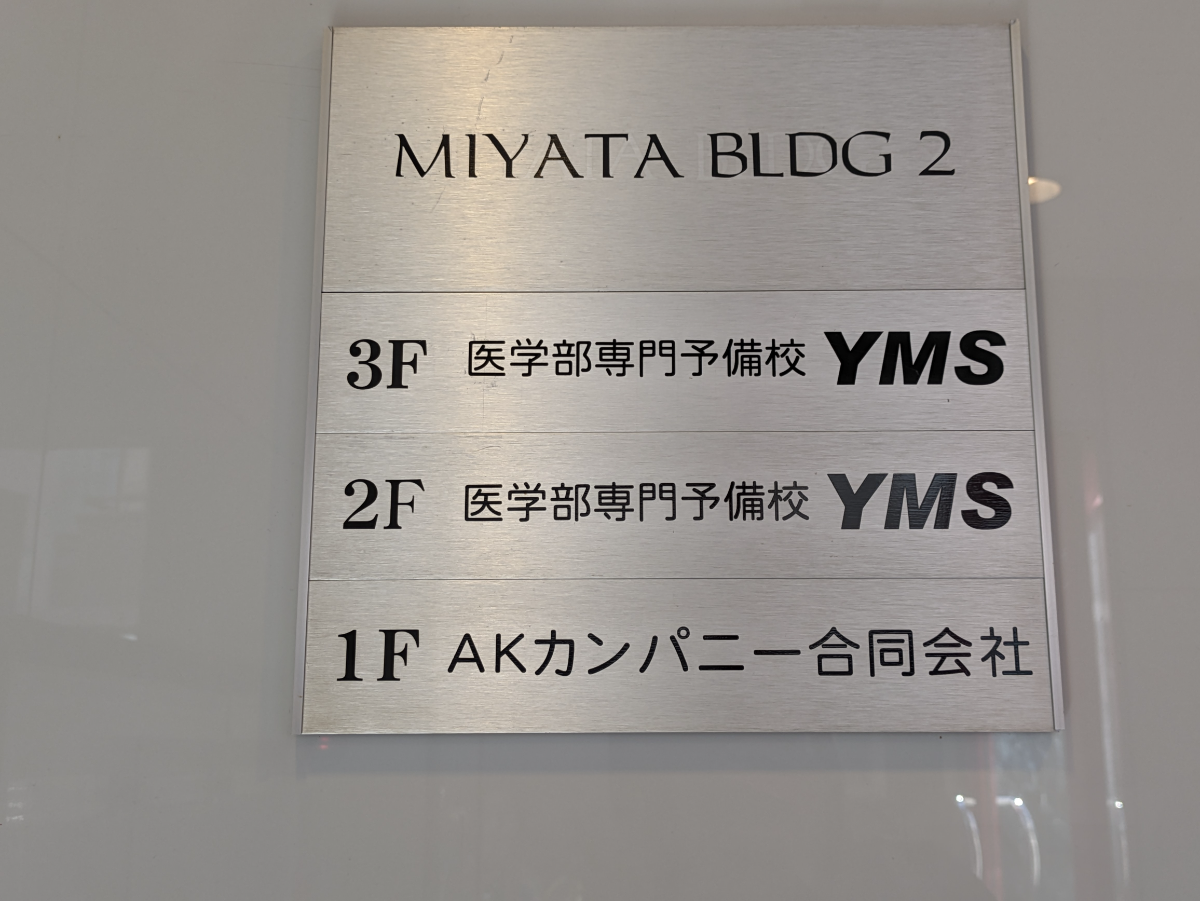 MIYATA BLDG 2
3F 医学部専門予備校 YMS
2F 医学部専門予備校 YMS
1F AKカンパニー合同会社